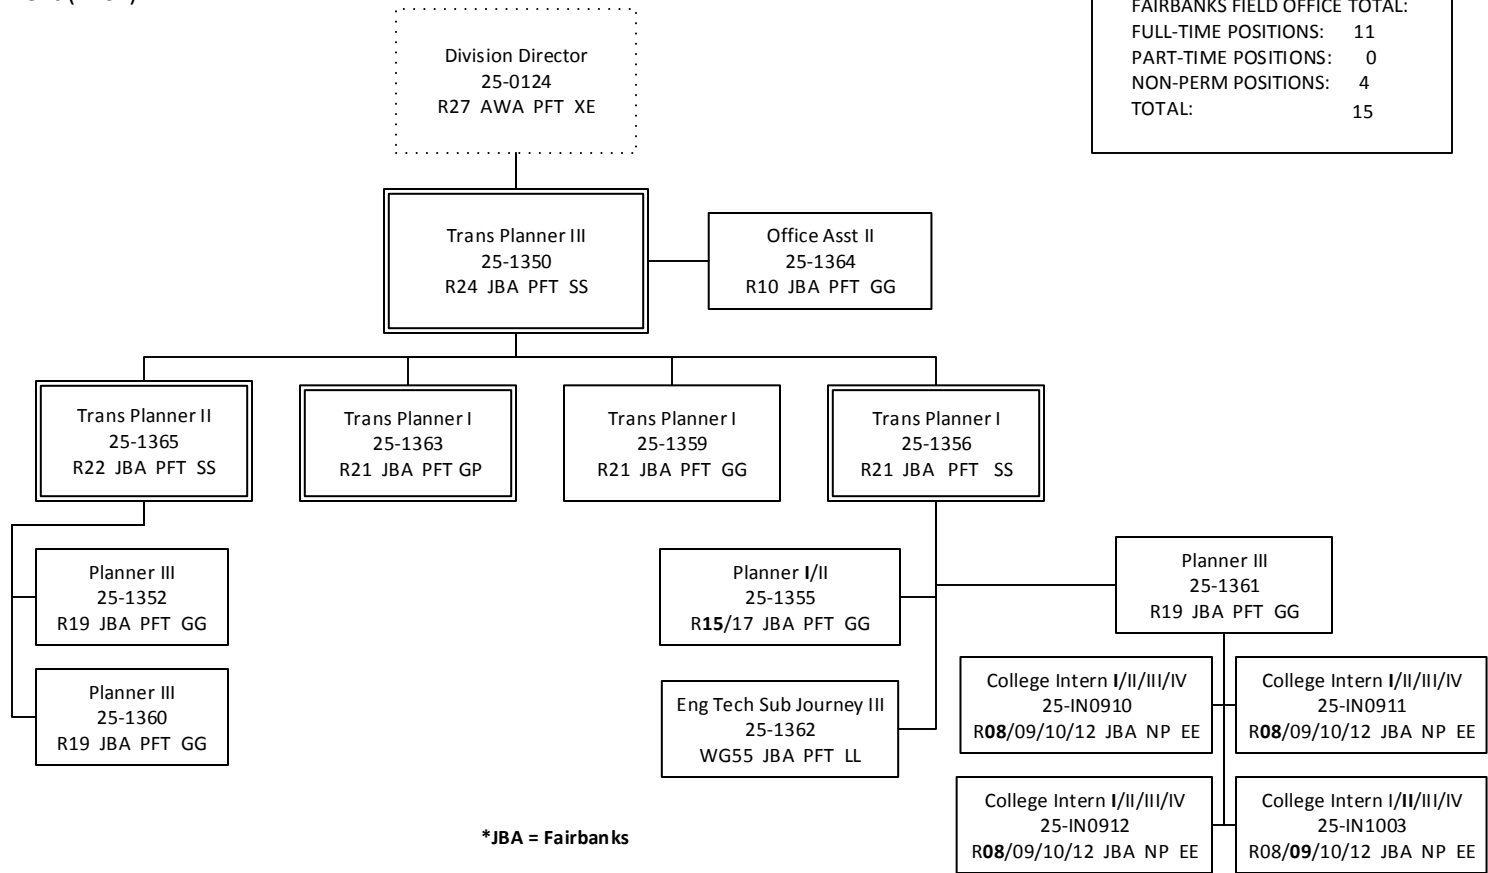 FAIRBANKS FIELD OFFICE TOTAL:
FULL-TIME POSITIONS: 11
PART-TIME POSITIONS: 0
NON-PERM POSITIONS: 4
TOTAL: 15
Division Director
25-0124
R27 AWA PFT XE
Trans Planner III
25-1350
R24 JBA PFT SS
Office Asst II
25-1364
R10 JBA PFT GG
Trans Planner II
25-1365
R22 JBA PFT SS
Trans Planner I
25-1363
R21 JBA PFT GP
Trans Planner I
25-1359
R21 JBA PFT GG
Trans Planner I
25-1356
R21 JBA PFT SS
Planner III
25-1352
R19 JBA PFT GG
Planner III
25-1360
R19 JBA PFT GG
Planner I/II
25-1355
R15/17 JBA PFT GG
Eng Tech Sub Journey III
25-1362
WG55 JBA PFT LL
Planner III
25-1361
R19 JBA PFT GG
College Intern I/II/III/IV
25-IN0910
R08/09/10/12 JBA NP EE
College Intern I/II/III/IV
25-IN0911
R08/09/10/12 JBA NP EE
College Intern I/II/III/IV
25-IN0912
R08/09/10/12 JBA NP EE
College Intern I/II/III/IV
25-IN1003
R08/09/10/12 JBA NP EE
*JBA = Fairbanks